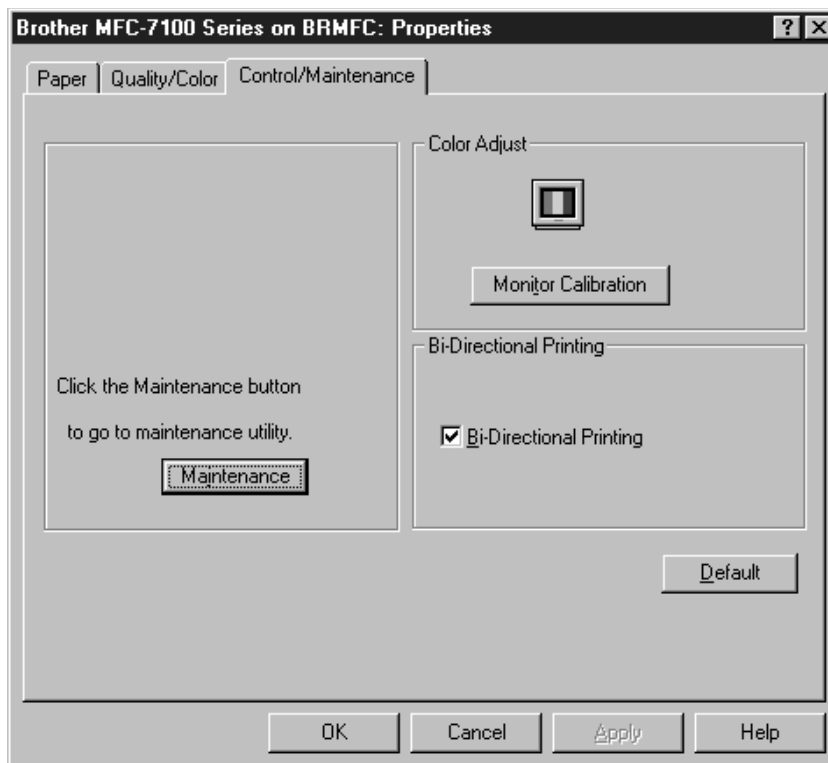 Brother MFC-7100 Series on BRMFC: Properties
Paper
Quality/Color
Control/Maintenance
Click the Maintenance button
to go to maintenance utility.
Maintenance
Color Adjust
Monitor Calibration
Bi-Directional Printing
Bi-Directional Printing
Default
OK
Cancel
Apply
Help